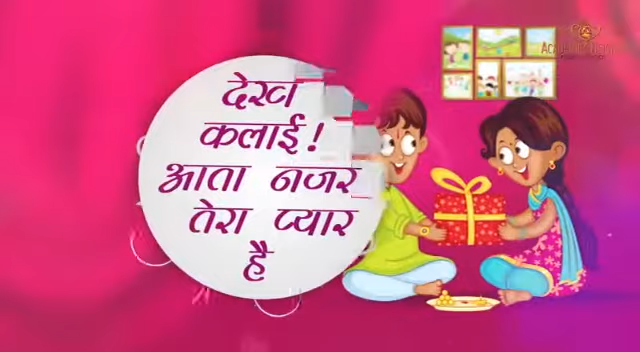 देख
कलाई!
आता नजर
तेरा प्यार
है